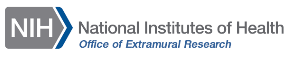 NIH National Institutes of Health
Office of Extramural Research